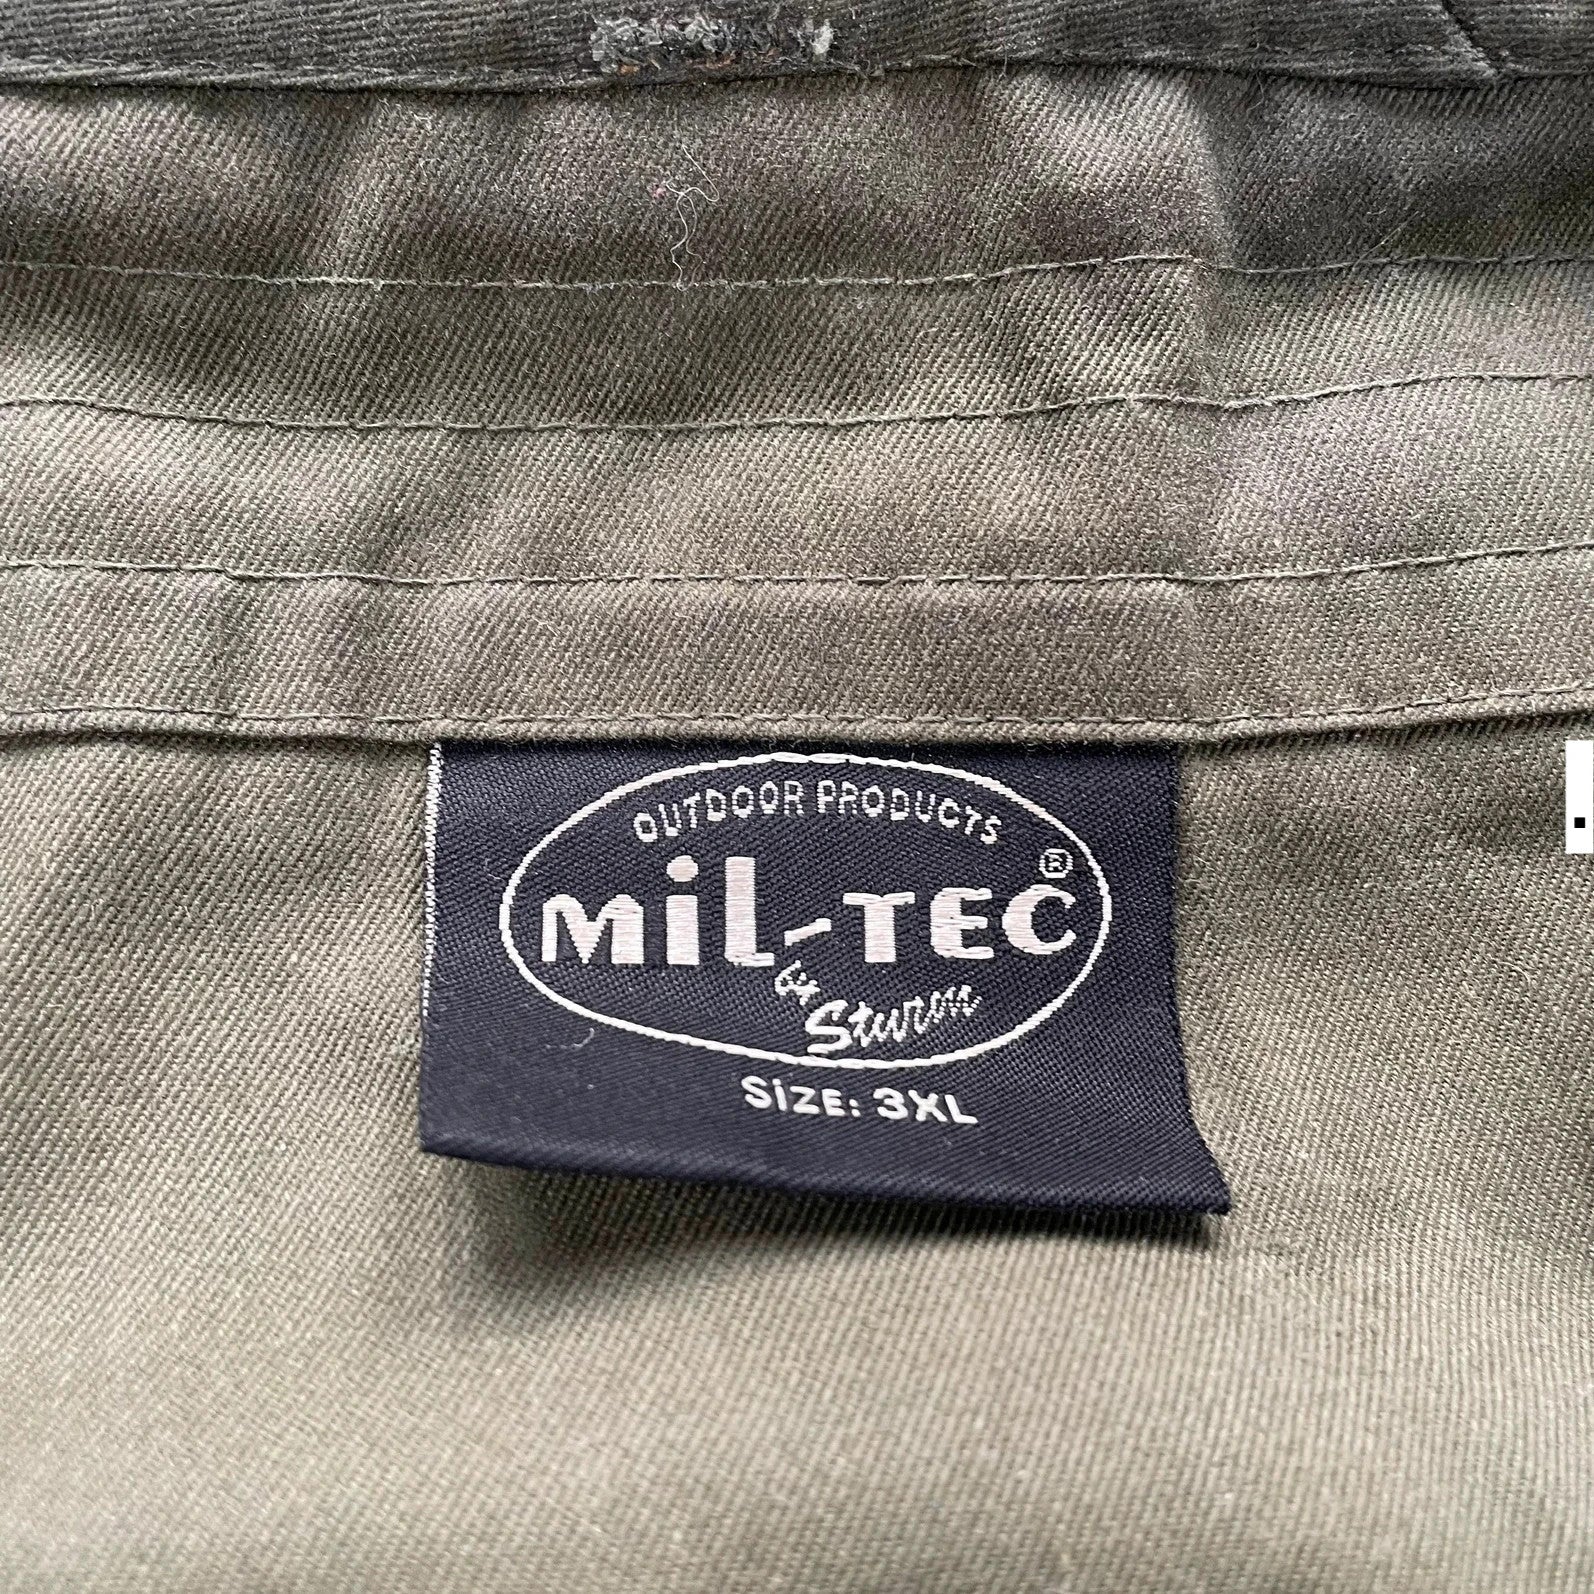 OUTDOOR PRODUCTS
MiL-TEC®
by Sturm
SiZE: 3XL